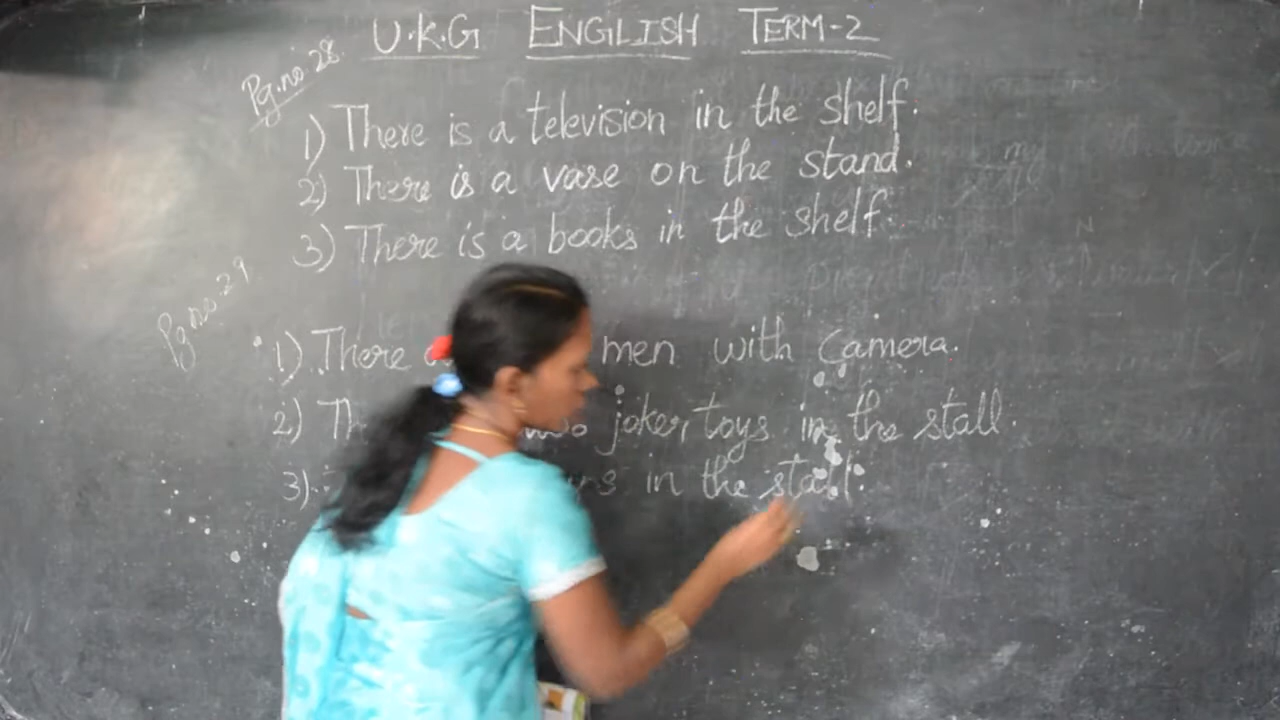 U.K.G ENGLISH TERM-2
Pg.no.28
1) There is a television in the shelf.
2) There is a vase on the stand.
3) There is a books in the shelf.
Pg no.29
1) There men with Camera.
2) joker, toys in the stall.
3) in the stall.